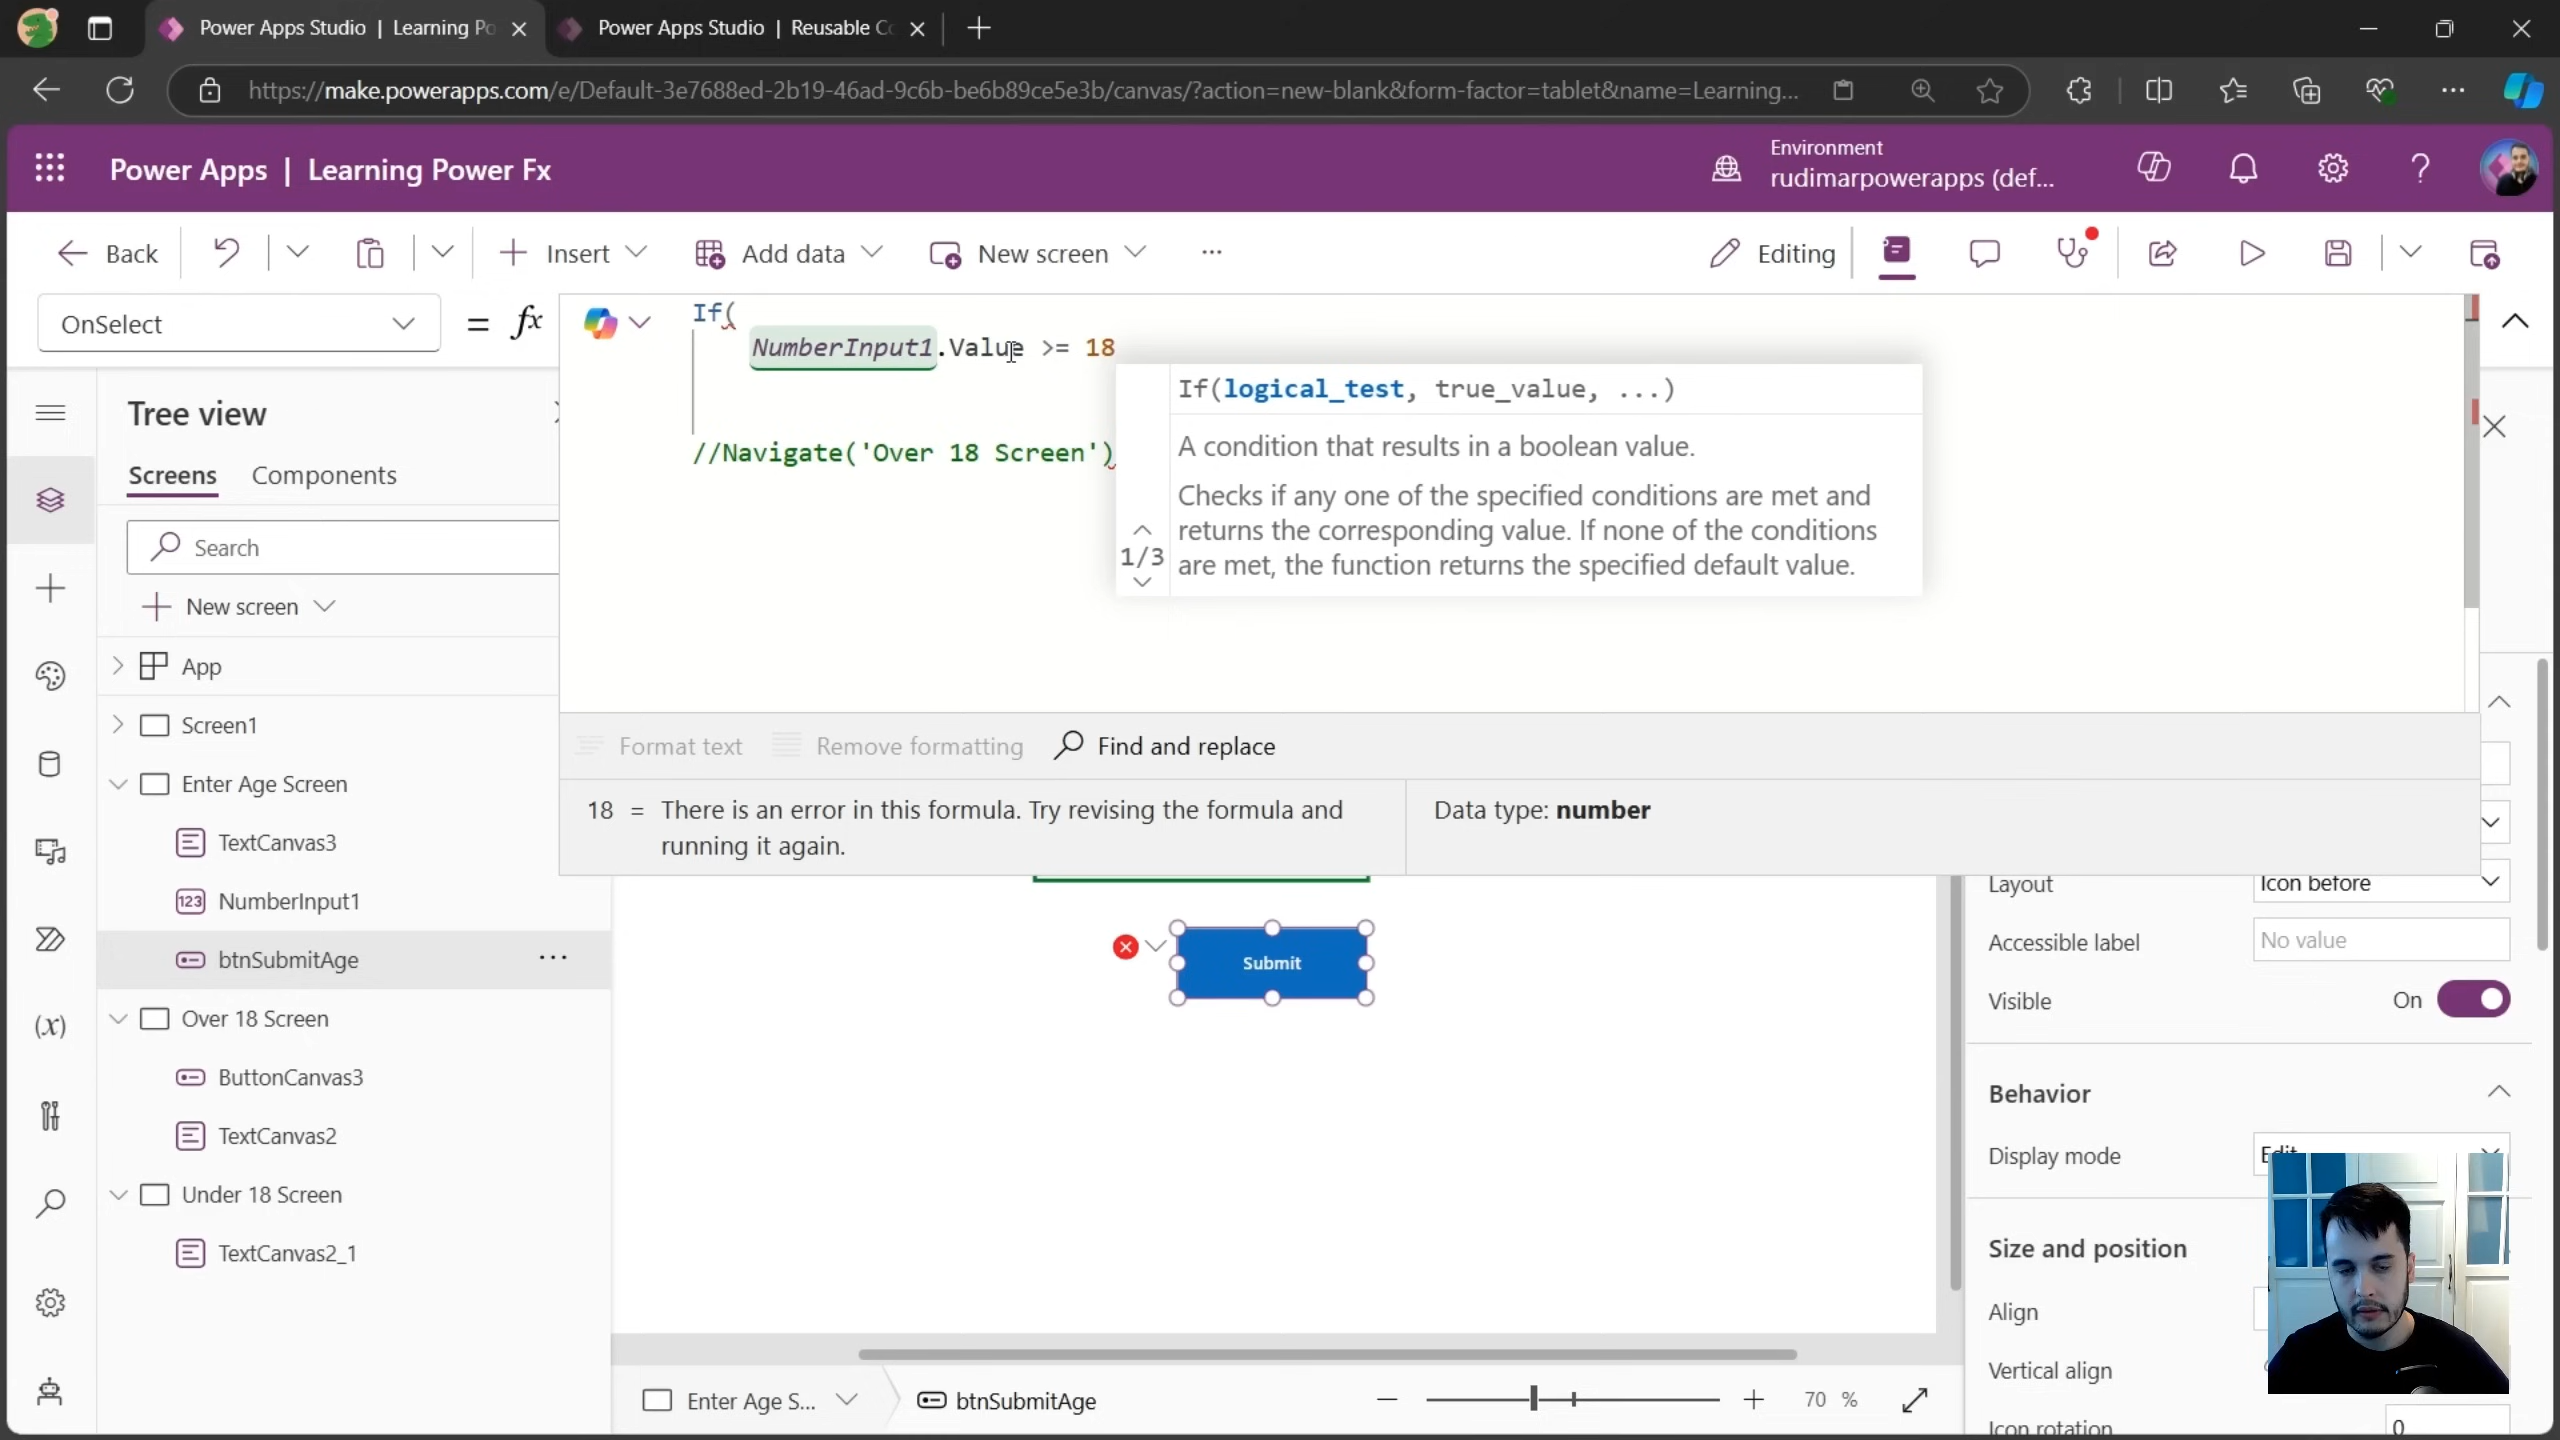 Power Apps Studio | Learning Po
Power Apps Studio | Reusable Co
https://make.powerapps.com/e/Default-3e7688ed-2b19-46ad-9c6b-be6b89ce5e3b/canvas/?action=new-blank&form-factor=tablet&name=Learning...
Power Apps | Learning Power Fx
Environment
rudimarpowerapps (def...
Back
Insert
Add data
New screen
...
Editing
OnSelect
= fx
If(
NumberInput1.Value >= 18
//Navigate('Over 18 Screen')
If(logical_test, true_value, ...)
A condition that results in a boolean value.
Checks if any one of the specified conditions are met and
returns the corresponding value. If none of the conditions
are met, the function returns the specified default value.
1/3
Tree view
Screens
Components
Search
New screen
App
Screen1
Enter Age Screen
TextCanvas3
NumberInput1
btnSubmitAge
Over 18 Screen
ButtonCanvas3
TextCanvas2
Under 18 Screen
TextCanvas2_1
Format text
Remove formatting
Find and replace
18 = There is an error in this formula. Try revising the formula and
running it again.
Data type: number
Submit
Layout
Icon before
Accessible label
No value
Visible
On
Behavior
Display mode
Edit
Size and position
Align
Vertical align
Icon rotation
0
Enter Age S...
btnSubmitAge
70 %